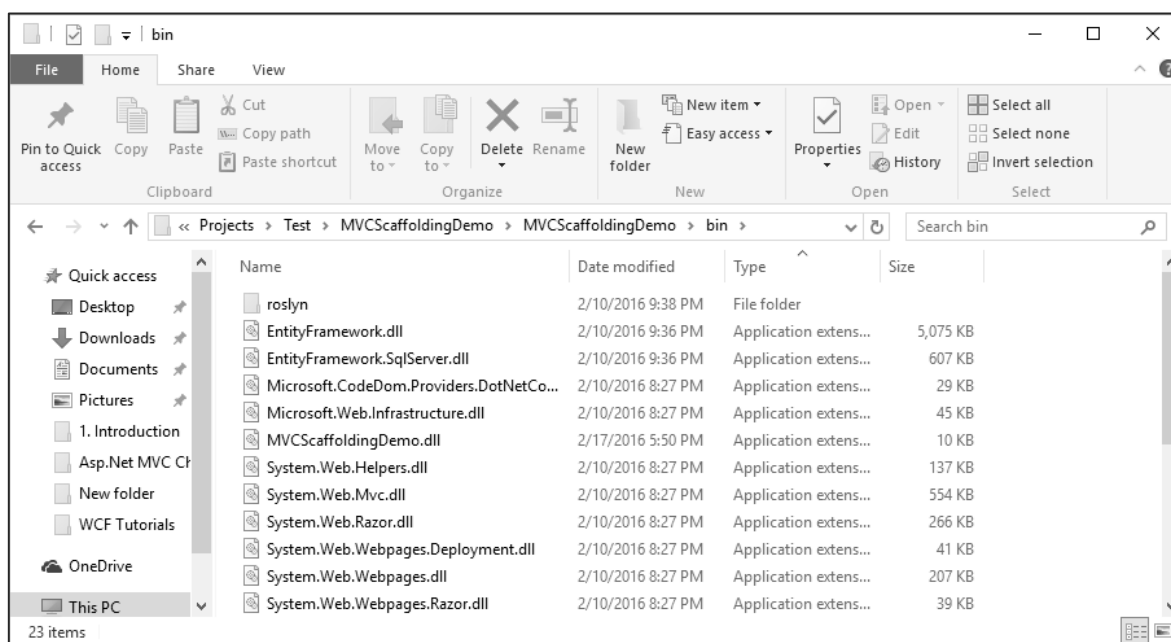 bin
File Home Share View
Pin to Quick access
Copy
Paste
Cut
Copy path
Paste shortcut
Clipboard
Move to
Copy to
Delete
Rename
Organize
New folder
New item
Easy access
New
Properties
Open
Edit
History
Open
Select all
Select none
Invert selection
Select
« Projects > Test > MVCScaffoldingDemo > MVCScaffoldingDemo > bin >
Search bin
Quick access
Desktop
Downloads
Documents
Pictures
1. Introduction
Asp.Net MVC Ch
New folder
WCF Tutorials
OneDrive
This PC
Name Date modified Type Size
roslyn 2/10/2016 9:38 PM File folder
EntityFramework.dll 2/10/2016 9:36 PM Application extens... 5,075 KB
EntityFramework.SqlServer.dll 2/10/2016 9:36 PM Application extens... 607 KB
Microsoft.CodeDom.Providers.DotNetCo... 2/10/2016 8:27 PM Application extens... 29 KB
Microsoft.Web.Infrastructure.dll 2/10/2016 8:27 PM Application extens... 45 KB
MVCScaffoldingDemo.dll 2/17/2016 5:50 PM Application extens... 10 KB
System.Web.Helpers.dll 2/10/2016 8:27 PM Application extens... 137 KB
System.Web.Mvc.dll 2/10/2016 8:27 PM Application extens... 554 KB
System.Web.Razor.dll 2/10/2016 8:27 PM Application extens... 266 KB
System.Web.Webpages.Deployment.dll 2/10/2016 8:27 PM Application extens... 41 KB
System.Web.Webpages.dll 2/10/2016 8:27 PM Application extens... 207 KB
System.Web.Webpages.Razor.dll 2/10/2016 8:27 PM Application extens... 39 KB
23 items